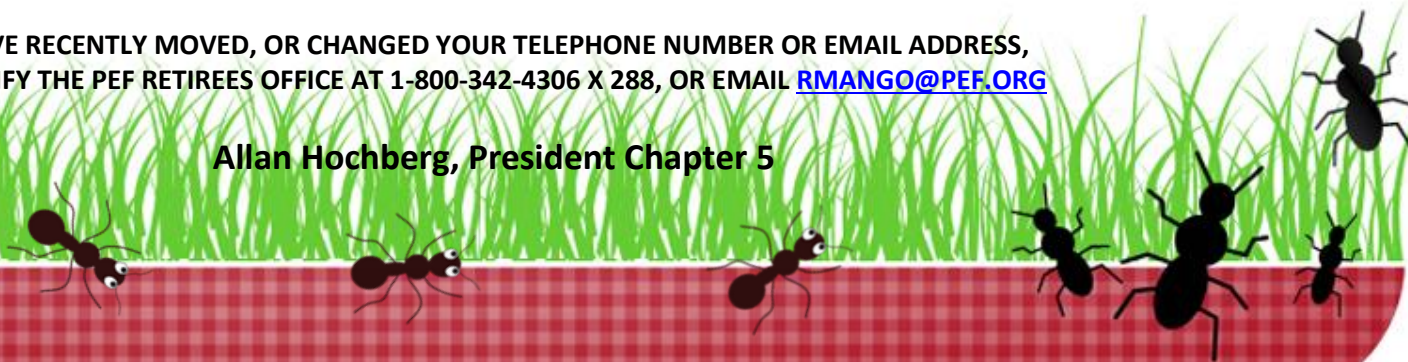 VE RECENTLY MOVED, OR CHANGED YOUR TELEPHONE NUMBER OR EMAIL ADDRESS,
IFY THE PEF RETIREES OFFICE AT 1-800-342-4306 X 288, OR EMAIL RMANGO@PEF.ORG
Allan Hochberg, President Chapter 5